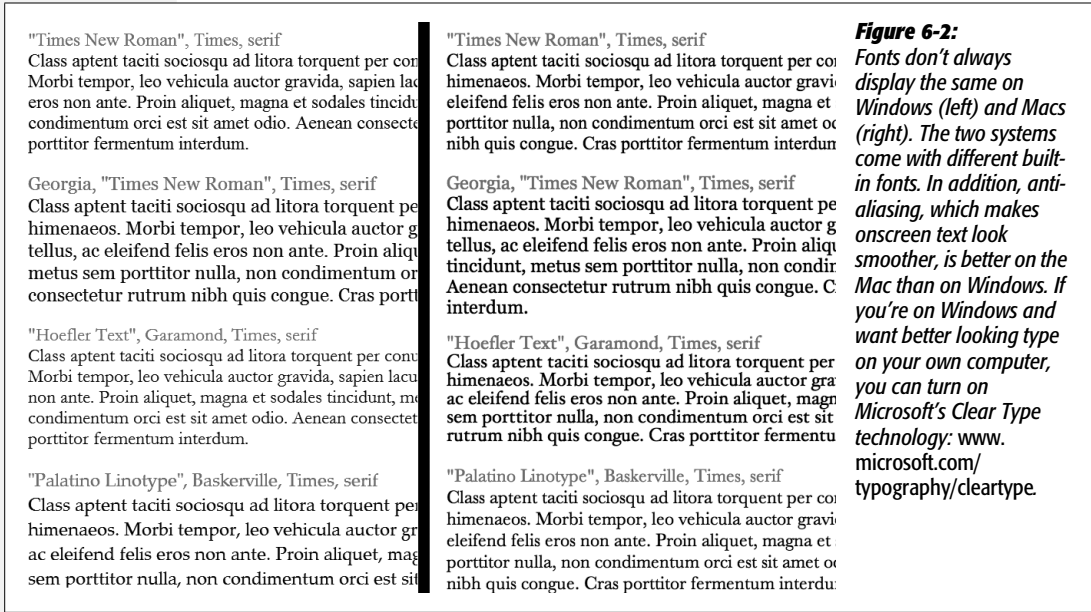 "Times New Roman", Times, serif
Class aptent taciti sociosqu ad litora torquent per con
Morbi tempor, leo vehicula auctor gravida, sapien lac
eros non ante. Proin aliquet, magna et sodales tincidu
condimentum orci est sit amet odio. Aenean consecte
porttitor fermentum interdum.
Georgia, "Times New Roman", Times, serif
Class aptent taciti sociosqu ad litora torquent pe
himenaeos. Morbi tempor, leo vehicula auctor g
tellus, ac eleifend felis eros non ante. Proin aliqu
metus sem porttitor nulla, non condimentum or
consectetur rutrum nibh quis congue. Cras portt
"Hoefler Text", Garamond, Times, serif
Class aptent taciti sociosqu ad litora torquent per conu
Morbi tempor, leo vehicula auctor gravida, sapien lacu
non ante. Proin aliquet, magna et sodales tincidunt, me
condimentum orci est sit amet odio. Aenean consectet
porttitor fermentum interdum.
"Palatino Linotype", Baskerville, Times, serif
Class aptent taciti sociosqu ad litora torquent per
himenaeos. Morbi tempor, leo vehicula auctor gr
ac eleifend felis eros non ante. Proin aliquet, mag
sem porttitor nulla, non condimentum orci est sit
"Times New Roman", Times, serif
Class aptent taciti sociosqu ad litora torquent per con
himenaeos. Morbi tempor, leo vehicula auctor gravi
eleifend felis eros non ante. Proin aliquet, magna et
porttitor nulla, non condimentum orci est sit amet od
nibh quis congue. Cras porttitor fermentum interdum
Georgia, "Times New Roman", Times, serif
Class aptent taciti sociosqu ad litora torquent pe
himenaeos. Morbi tempor, leo vehicula auctor g
tellus, ac eleifend felis eros non ante. Proin aliqu
tincidunt, metus sem porttitor nulla, non condin
Aenean consectetur rutrum nibh quis congue. C
interdum.
"Hoefler Text", Garamond, Times, serif
Class aptent taciti sociosqu ad litora torquent per
himenaeos. Morbi tempor, leo vehicula auctor gra
ac eleifend felis eros non ante. Proin aliquet, magn
sem porttitor nulla, non condimentum orci est sit
rutrum nibh quis congue. Cras porttitor fermentu
"Palatino Linotype", Baskerville, Times, serif
Class aptent taciti sociosqu ad litora torquent per con
himenaeos. Morbi tempor, leo vehicula auctor gravi
eleifend felis eros non ante. Proin aliquet, magna et
porttitor nulla, non condimentum orci est sit amet od
nibh quis congue. Cras porttitor fermentum interdu
Figure 6-2:
Fonts don't always
display the same on
Windows (left) and Macs
(right). The two systems
come with different built-
in fonts. In addition, anti-
aliasing, which makes
onscreen text look
smoother, is better on the
Mac than on Windows. If
you're on Windows and
want better looking type
on your own computer,
you can turn on
Microsoft's Clear Type
technology: www.
microsoft.com/
typography/cleartype.